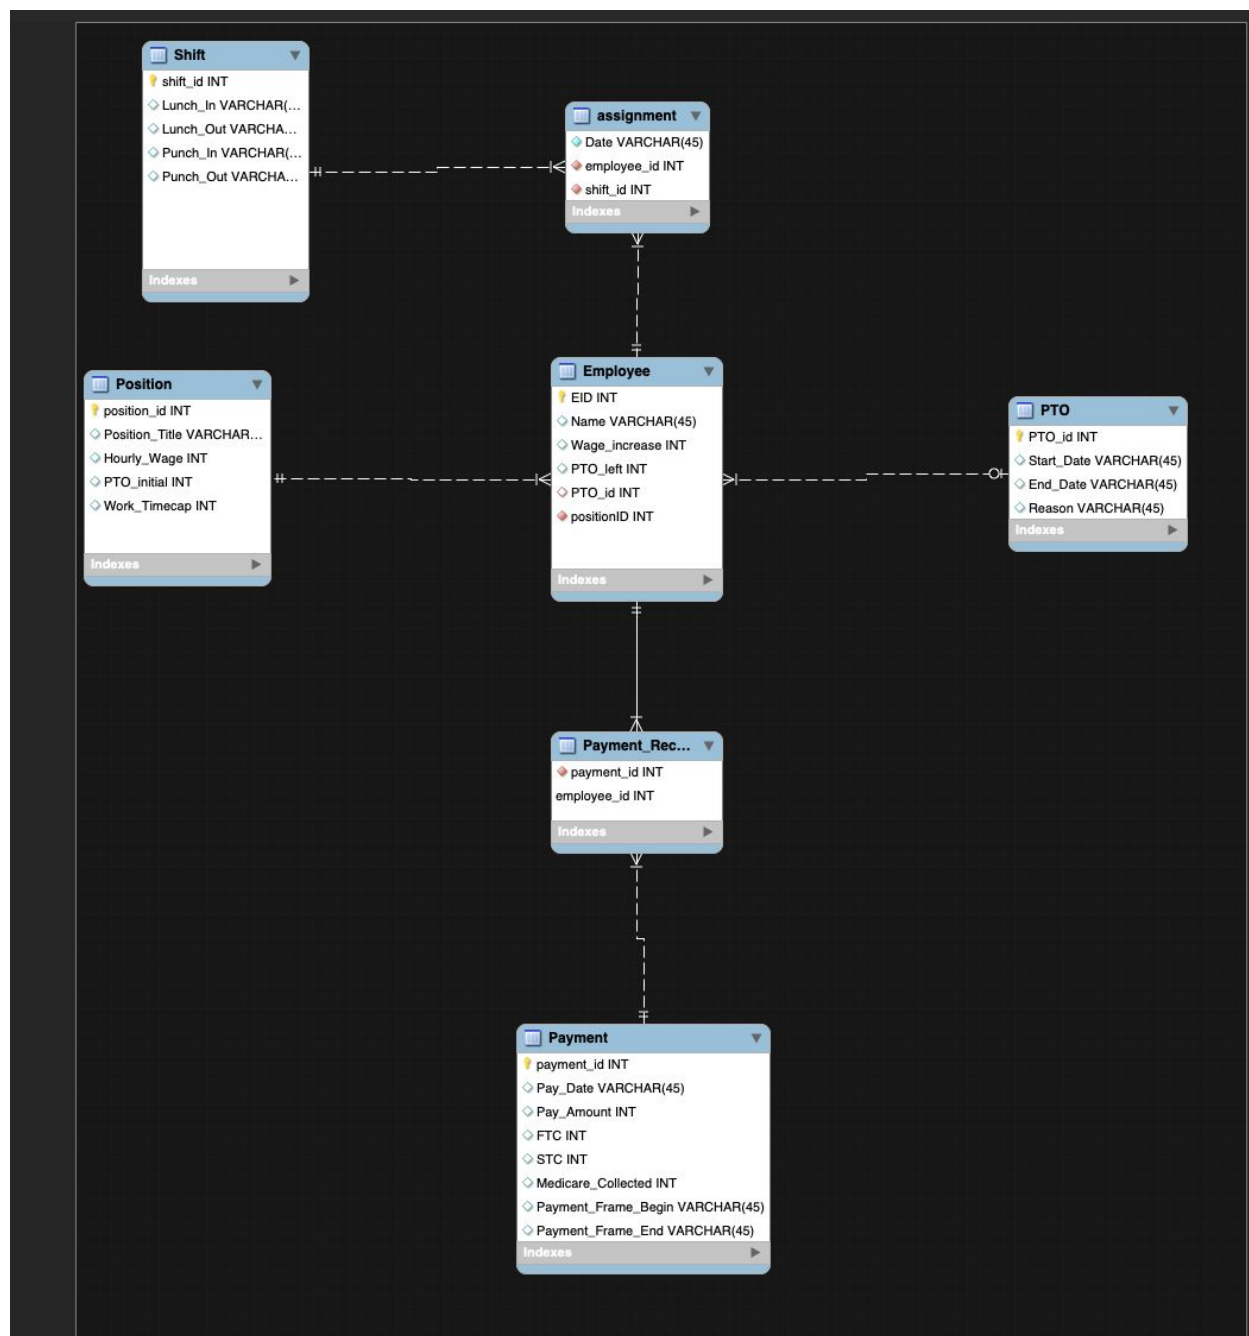 Shift
shift_id INT
Lunch_In VARCHAR(...
Lunch_Out VARCHA...
Punch_In VARCHAR(...
Punch_Out VARCHA...
Indexes
assignment
Date VARCHAR(45)
employee_id INT
shift_id INT
Indexes
Position
position_id INT
Position_Title VARCHAR...
Hourly_Wage INT
PTO_initial INT
Work_Timecap INT
Indexes
Employee
EID INT
Name VARCHAR(45)
Wage_increase INT
PTO_left INT
PTO_id INT
positionID INT
Indexes
PTO
PTO_id INT
Start_Date VARCHAR(45)
End_Date VARCHAR(45)
Reason VARCHAR(45)
Indexes
Payment_Rec...
payment_id INT
employee_id INT
Indexes
Payment
payment_id INT
Pay_Date VARCHAR(45)
Pay_Amount INT
FTC INT
STC INT
Medicare_Collected INT
Payment_Frame_Begin VARCHAR(45)
Payment_Frame_End VARCHAR(45)
Indexes